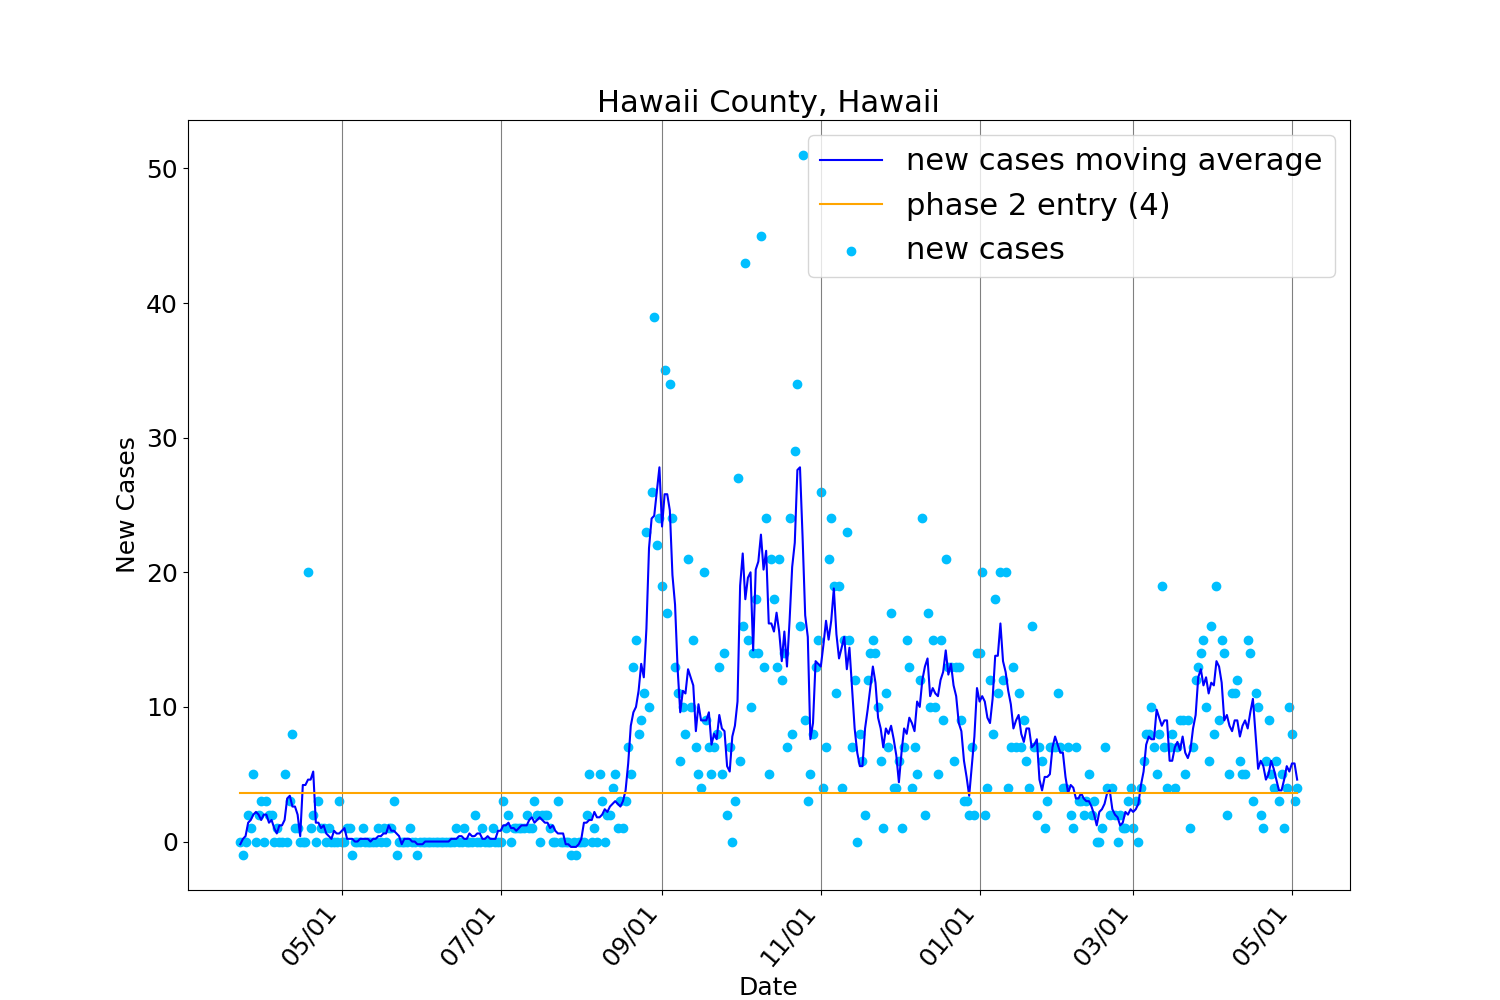 Hawaii County, Hawaii
new cases moving average
phase 2 entry (4)
new cases
50
40
30
20
10
0
New Cases
05/01
07/01
09/01
11/01
01/01
03/01
05/01
Date